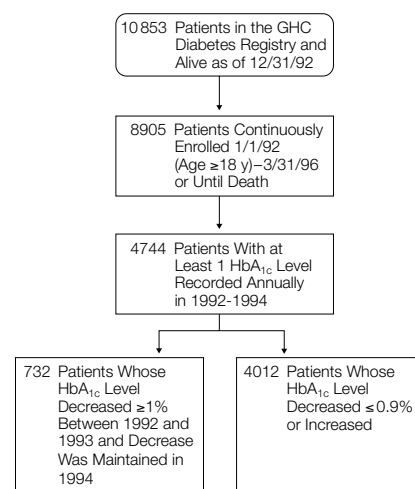 10 853 Patients in the GHC
Diabetes Registry and
Alive as of 12/31/92
8905 Patients Continuously
Enrolled 1/1/92
(Age ≥18 y)–3/31/96
or Until Death
4744 Patients With at
Least 1 HbA1c Level
Recorded Annually
in 1992-1994
732 Patients Whose
HbA1c Level
Decreased ≥1%
Between 1992 and
1993 and Decrease
Was Maintained in
1994
4012 Patients Whose
HbA1c Level
Decreased ≤0.9%
or Increased